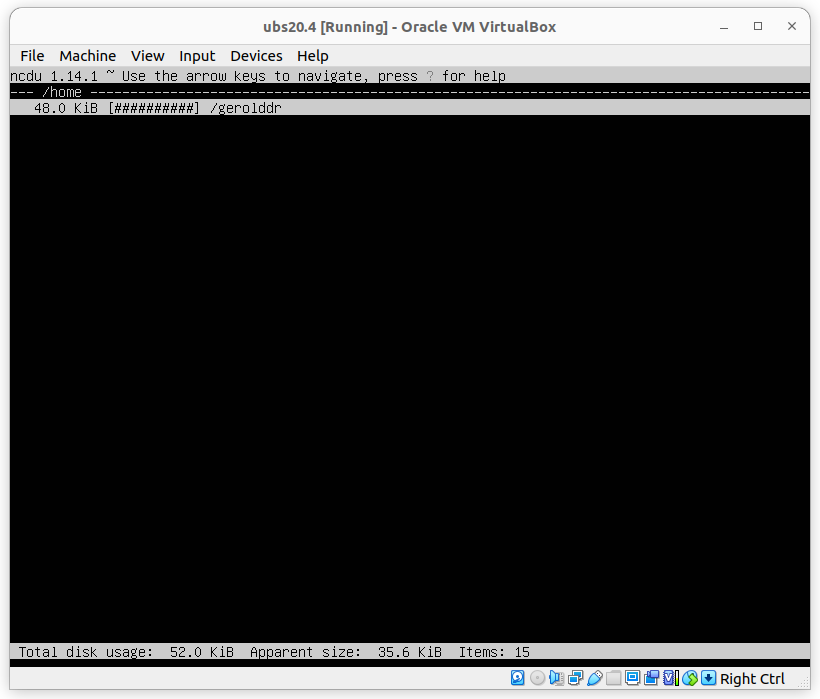 ubs20.4 [Running] - Oracle VM VirtualBox
File Machine View Input Devices Help
ncdu 1.14.1 ~ Use the arrow keys to navigate, press ? for help
--- /home ------------------------------------------------------------------------------------------
48.0 KiB [##########] /gerolddr
Total disk usage: 52.0 KiB Apparent size: 35.6 KiB Items: 15
Right Ctrl